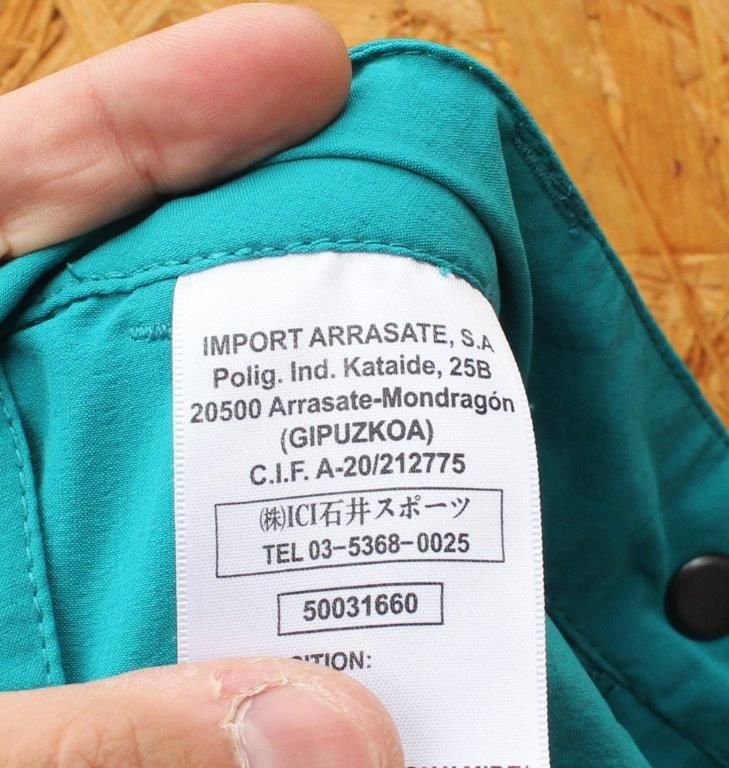 IMPORT ARRASATE, S.A
Polig. Ind. Kataide, 25B
20500 Arrasate-Mondragón
(GIPUZKOA)
C.I.F. A-20/212775
㈱ICI石井スポーツ
TEL 03-5368-0025
50031660